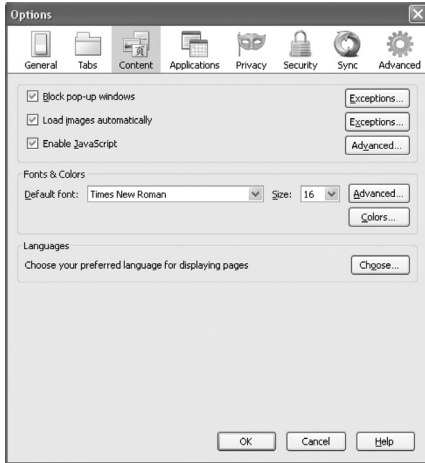 Options
General Tabs Content Applications Privacy Security Sync Advanced
Block pop-up windows Exceptions...
Load images automatically Exceptions...
Enable JavaScript Advanced...
Fonts & Colors
Default font: Times New Roman Size: 16 Advanced...
Colors...
Languages
Choose your preferred language for displaying pages Choose...
OK Cancel Help